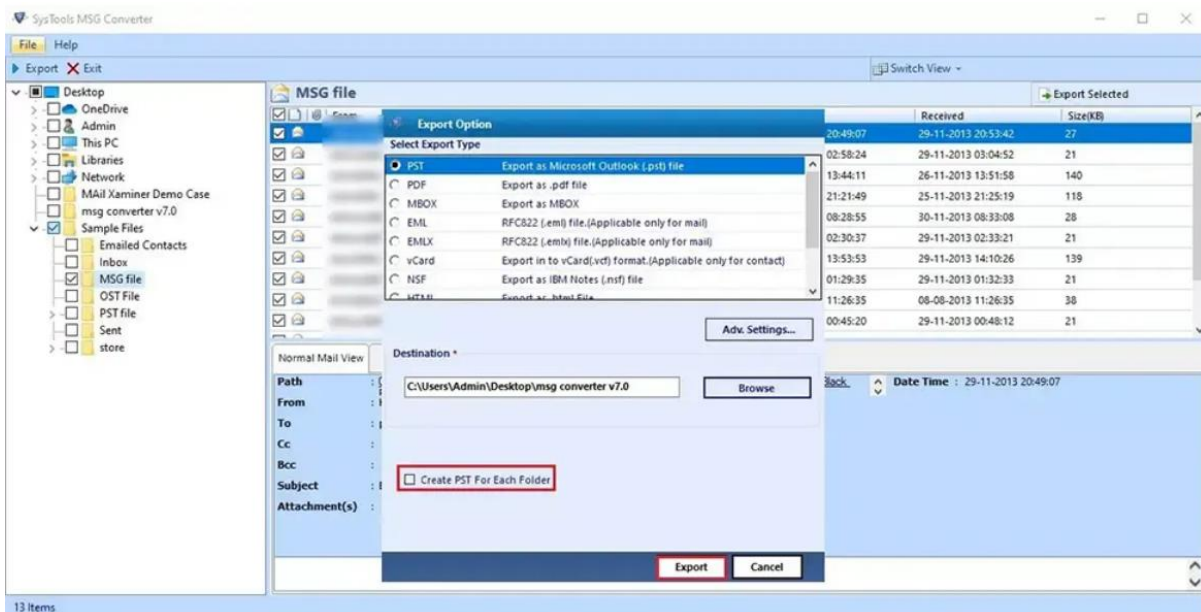 SysTools MSG Converter
File Help
Export Exit
Switch View
Desktop
OneDrive
Admin
This PC
Libraries
Network
MAil Xaminer Demo Case
msg converter v7.0
Sample Files
Emailed Contacts
Inbox
MSG file
OST File
PST file
Sent
store
MSG file
Export Selected
From Received Size(KB)
20:49:07 29-11-2013 20:53:42 27
02:58:24 29-11-2013 03:04:52 21
13:44:11 26-11-2013 13:51:58 140
21:21:49 25-11-2013 21:25:19 118
08:28:55 30-11-2013 08:33:08 28
02:30:37 29-11-2013 02:33:21 21
13:53:53 29-11-2013 14:10:26 139
01:29:35 29-11-2013 01:32:33 21
11:26:35 08-08-2013 11:26:35 38
00:45:20 29-11-2013 00:48:12 21
Export Option
Select Export Type
PST Export as Microsoft Outlook (.pst) file
PDF Export as .pdf file
MBOX Export as MBOX
EML RFC822 (.eml) file.(Applicable only for mail)
EMLX RFC822 (.emlx) file.(Applicable only for mail)
vCard Export in to vCard(.vcf) format.(Applicable only for contact)
NSF Export as IBM Notes (.nsf) file
HTML Export as .html File
Adv. Settings...
Destination *
C:\Users\Admin\Desktop\msg converter v7.0
Browse
Create PST For Each Folder
Export Cancel
Normal Mail View
Path : Black Date Time : 29-11-2013 20:49:07
From :
To :
Cc :
Bcc :
Subject :
Attachment(s) :
13 Items